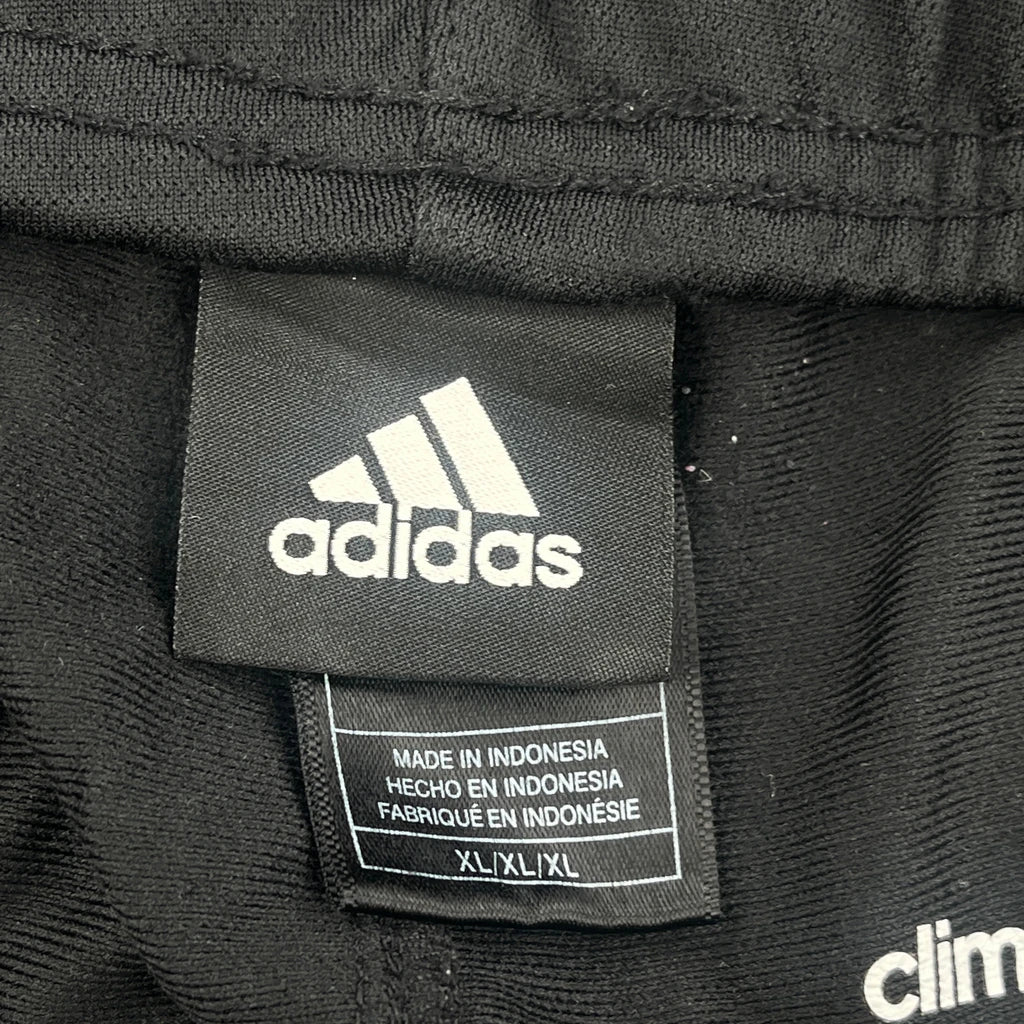 adidas
MADE IN INDONESIA
HECHO EN INDONESIA
FABRIQUÉ EN INDONÉSIE
XL/XL/XL
clim